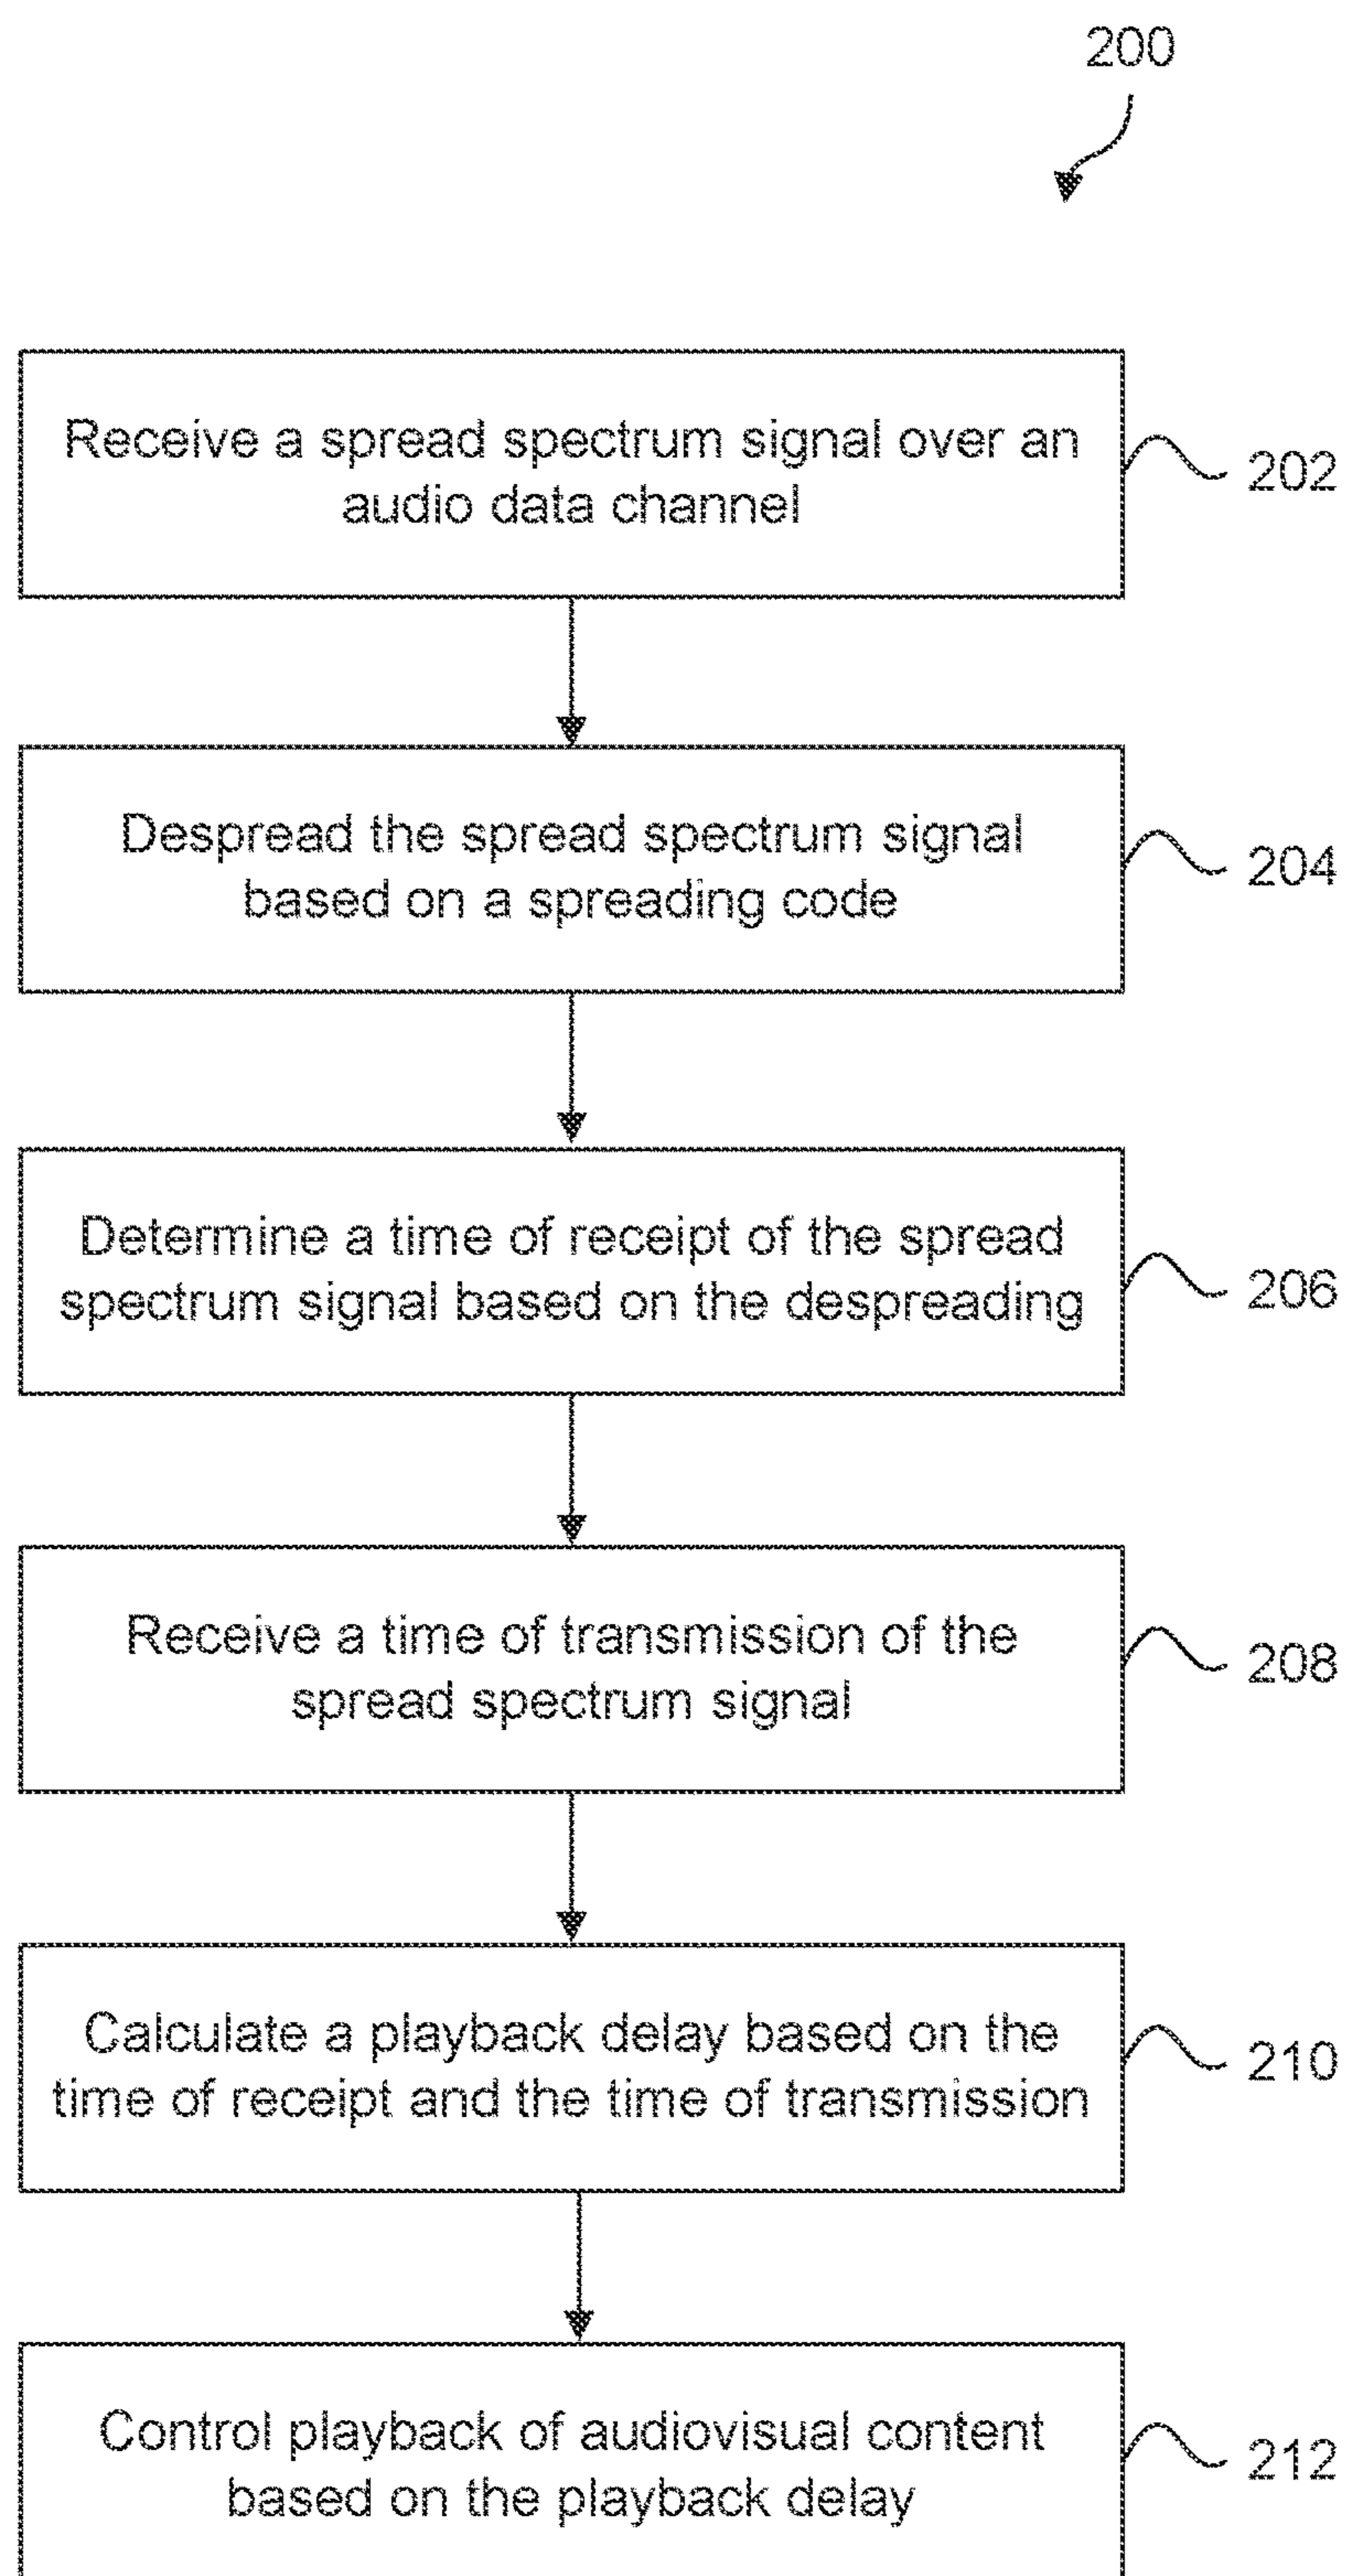 200
Receive a spread spectrum signal over an
audio data channel
202
Despread the spread spectrum signal
based on a spreading code
204
Determine a time of receipt of the spread
spectrum signal based on the despreading
206
Receive a time of transmission of the
spread spectrum signal
208
Calculate a playback delay based on the
time of receipt and the time of transmission
210
Control playback of audiovisual content
based on the playback delay
212